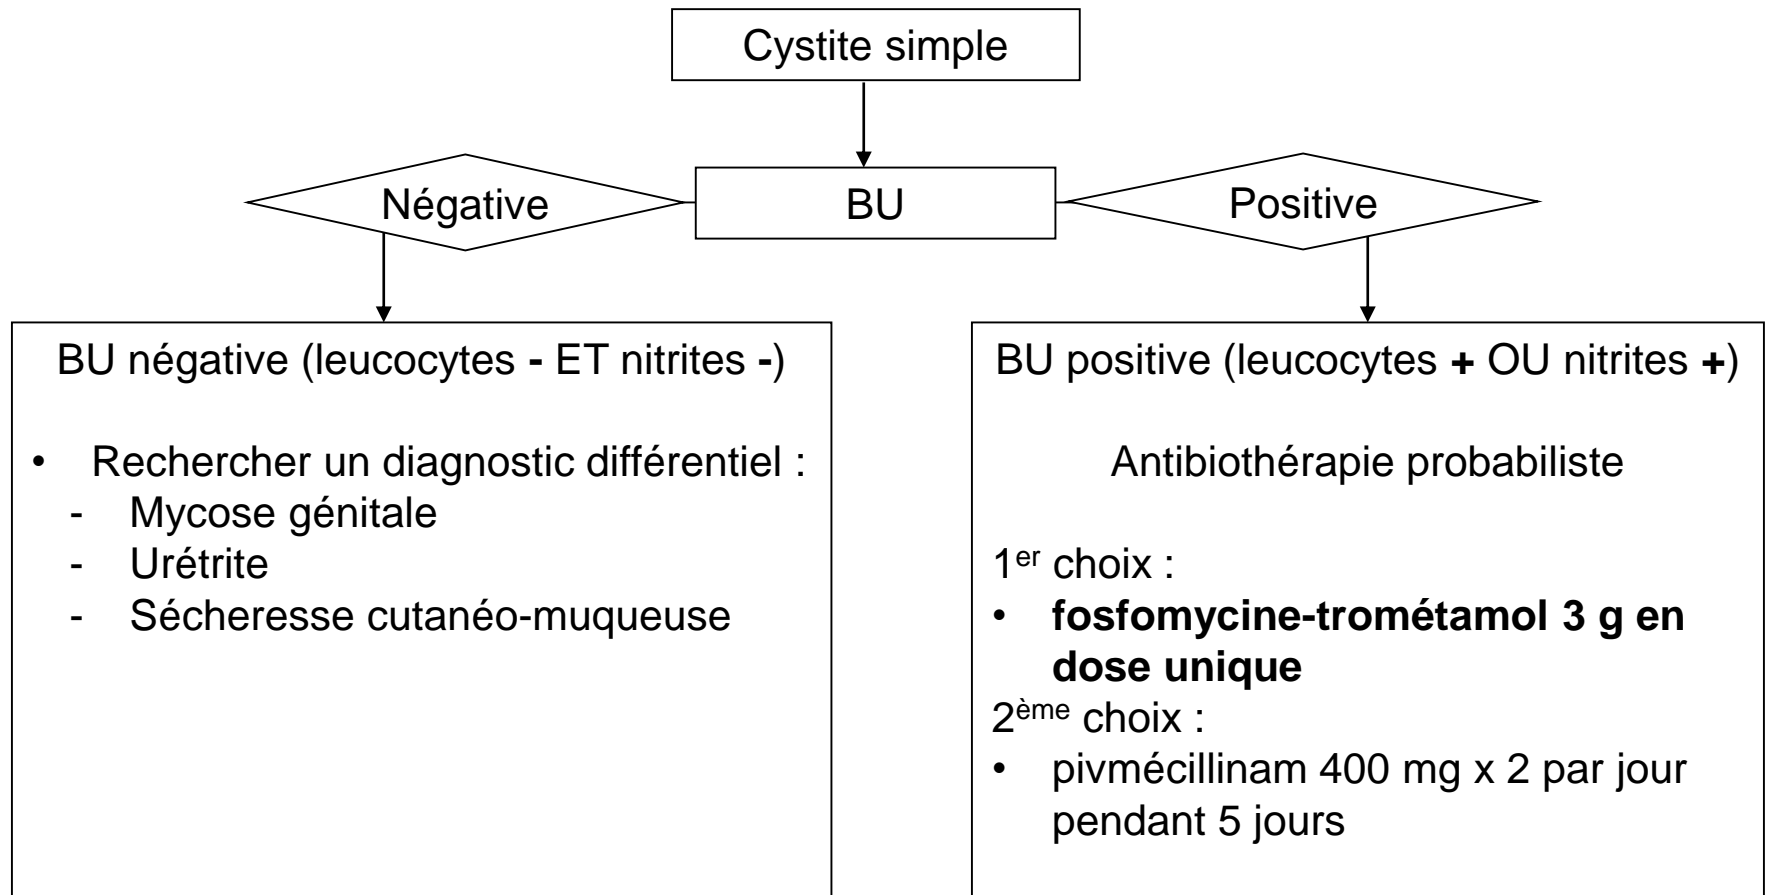 Cystite simple
Négative
BU
Positive
BU négative (leucocytes - ET nitrites -)
• Rechercher un diagnostic différentiel :
- Mycose génitale
- Urétrite
- Sécheresse cutanéo-muqueuse
BU positive (leucocytes + OU nitrites +)
Antibiothérapie probabiliste
1er choix :
• fosfomycine-trométamol 3 g en
dose unique
2ème choix :
• pivmécillinam 400 mg x 2 par jour
pendant 5 jours